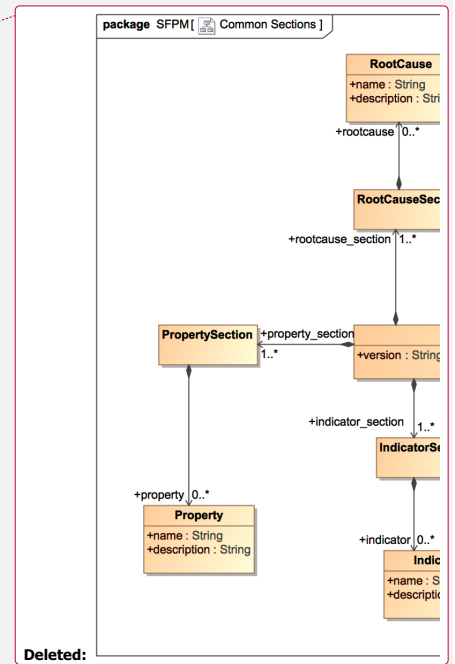 package SFPM [ Common Sections ]
RootCause
+name : String
+description : Stri
+rootcause 0..*
RootCauseSec
+rootcause_section 1..*
PropertySection
+property_section
1..*
+version : String
+indicator_section 1..*
IndicatorSe
+property 0..*
Property
+name : String
+description : String
+indicator 0..*
Indic
+name : S
+descriptio
Deleted: